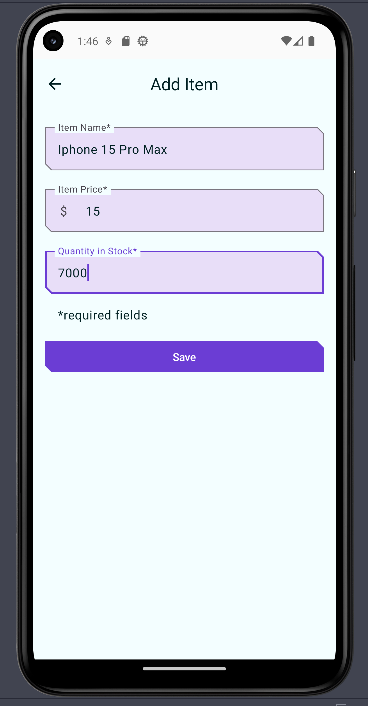 1:46
Add Item
Item Name*
Iphone 15 Pro Max
Item Price*
$ 15
Quantity in Stock*
7000
*required fields
Save